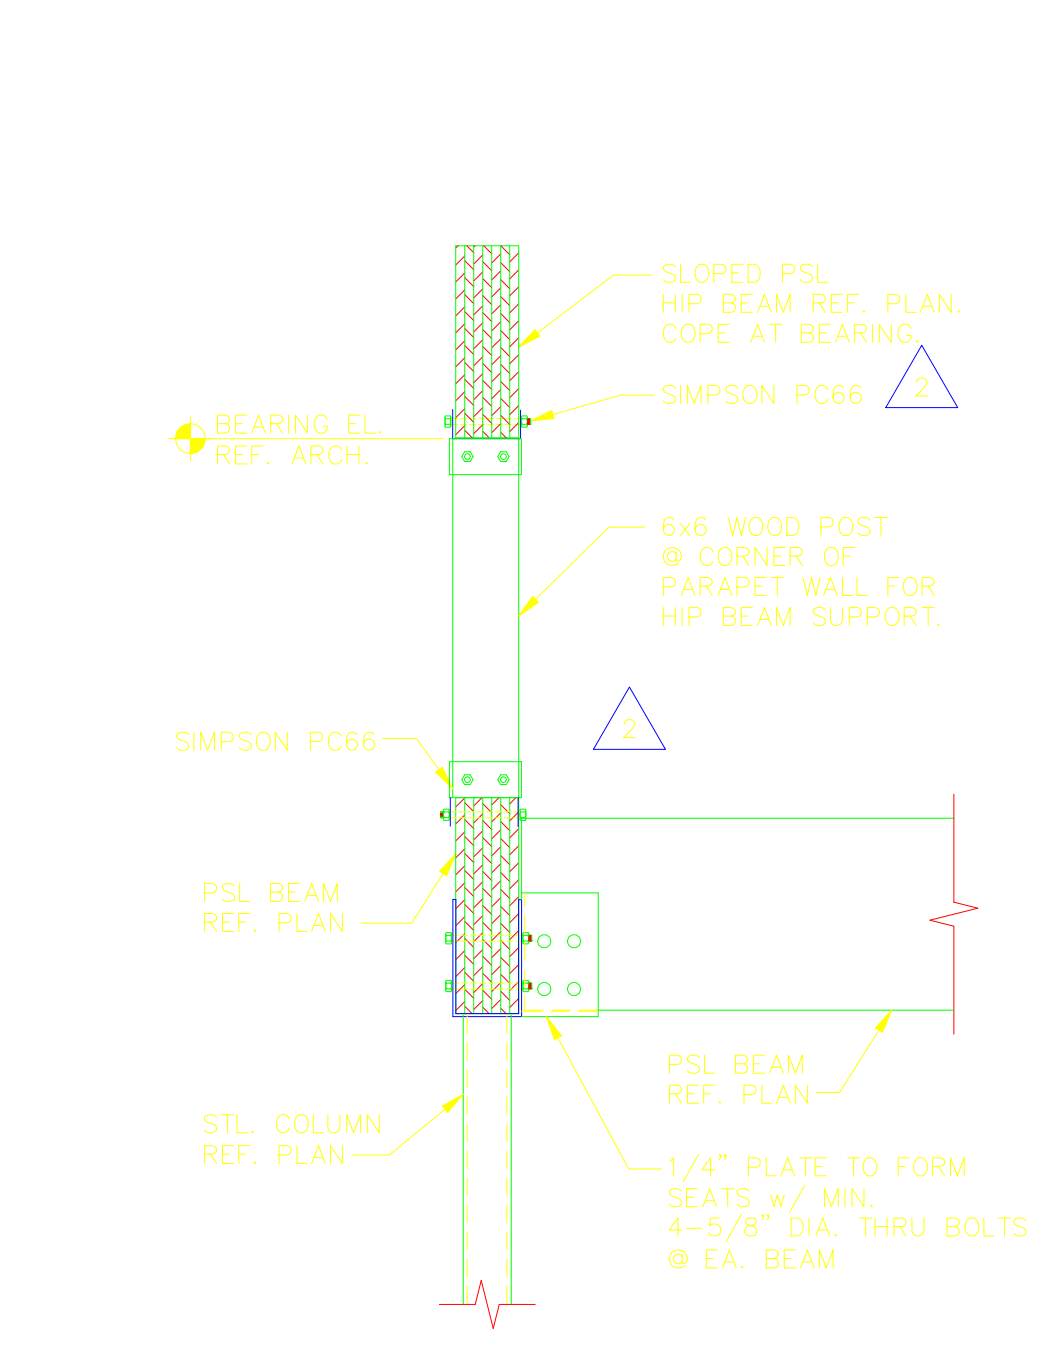 SLOPED PSL
HIP BEAM REF. PLAN.
COPE AT BEARING.
SIMPSON PC66
2
BEARING EL.
REF. ARCH.
6x6 WOOD POST
@ CORNER OF
PARAPET WALL FOR
HIP BEAM SUPPORT.
2
SIMPSON PC66
PSL BEAM
REF. PLAN
PSL BEAM
REF. PLAN
STL. COLUMN
REF. PLAN
1/4" PLATE TO FORM
SEATS w/ MIN.
4-5/8" DIA. THRU BOLTS
@ EA. BEAM